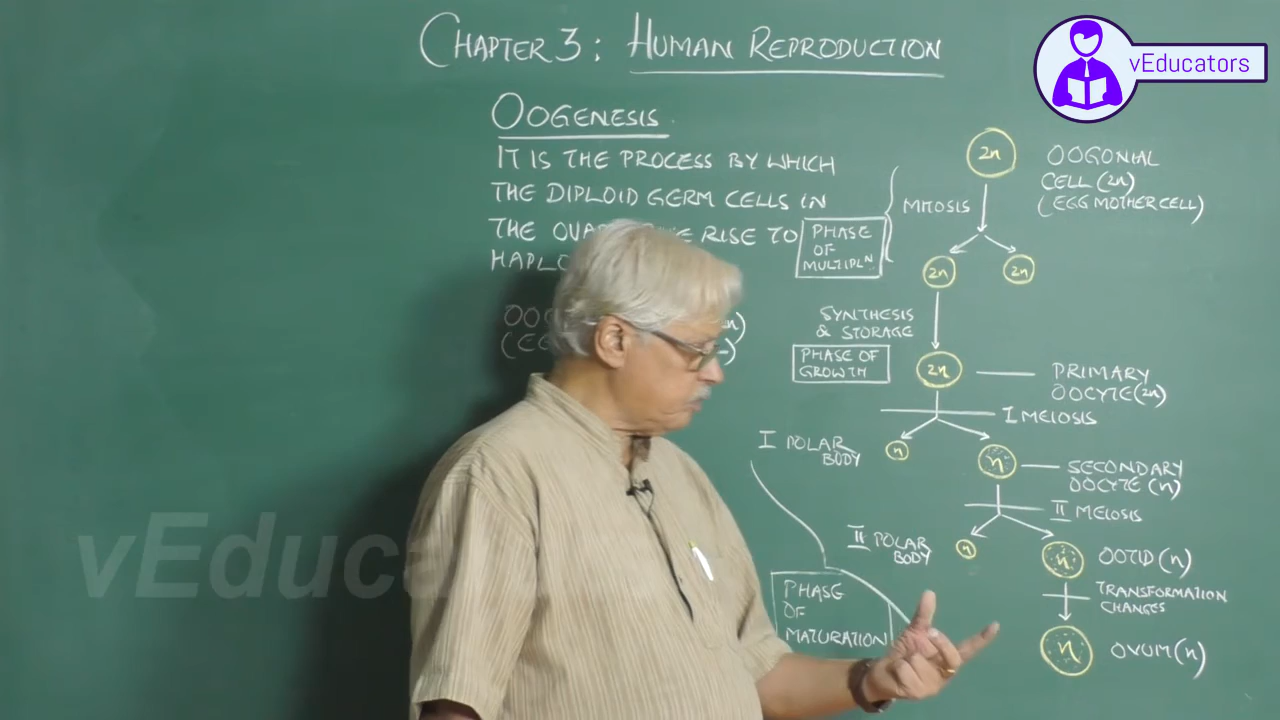 CHAPTER 3 : HUMAN REPRODUCTION
vEducators
OOGENESIS
IT IS THE PROCESS BY WHICH
THE DIPLOID GERM CELLS IN
THE RISE TO
2n
OOGONIAL
CELL (2n)
(EGG MOTHER CELL)
MITOSIS
PHASE
OF
MULTIPLN
2n
2n
SYNTHESIS
& STORAGE
PHASE OF
GROWTH
2n
PRIMARY
OOCYTE (2n)
I MEIOSIS
I POLAR
BODY
n
n
SECONDARY
OOCYTE (n)
II MEIOSIS
II POLAR
BODY
n
n
OOTID (n)
TRANSFORMATION
CHANGES
PHASE
OF
MATURATION
n
OVUM (n)